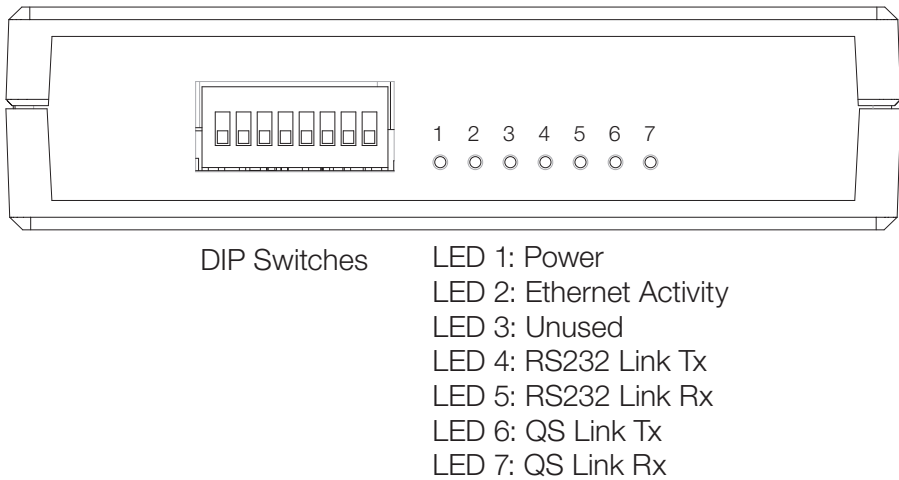 1 2 3 4 5 6 7
DIP Switches
LED 1: Power
LED 2: Ethernet Activity
LED 3: Unused
LED 4: RS232 Link Tx
LED 5: RS232 Link Rx
LED 6: QS Link Tx
LED 7: QS Link Rx